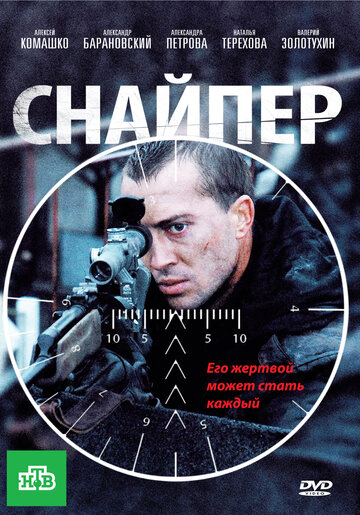 АЛЕКСЕЙ КОМАШКО
АЛЕКСАНДР БАРАНОВСКИЙ
АЛЕКСАНДРА ПЕТРОВА
НАТАЛЬЯ ТЕРЕХОВА
ВАЛЕРИЙ ЗОЛОТУХИН
СНАЙПЕР
10 5 5 10
Его жертвой
может стать
каждый
НТВ
DVD
VIDEO